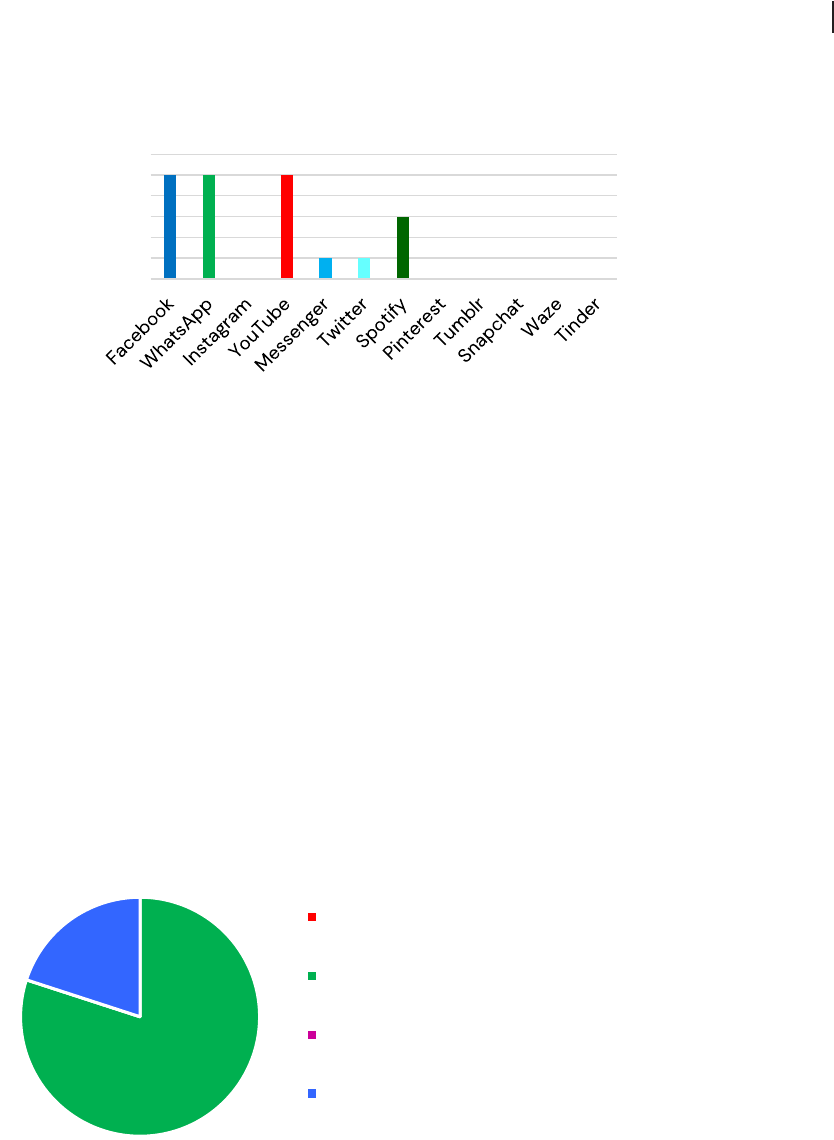 Facebook
WhatsApp
Instagram
YouTube
Messenger
Twitter
Spotify
Pinterest
Tumblr
Snapchat
Waze
Tinder